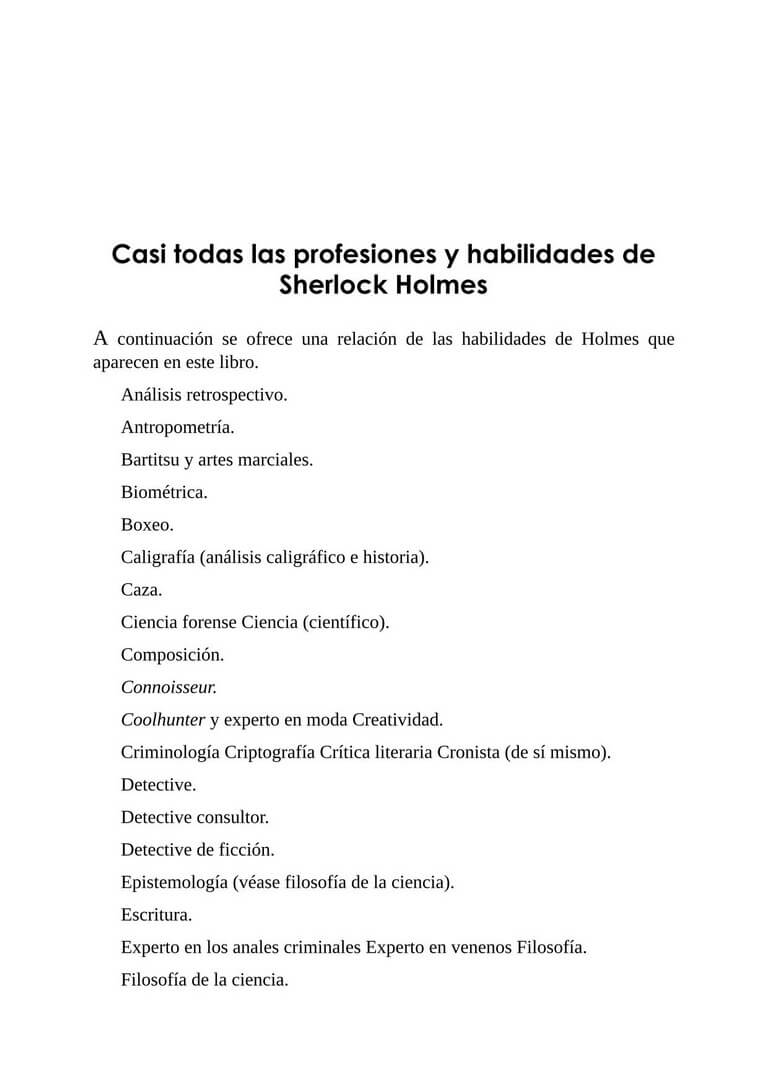 Casi todas las profesiones y habilidades de
Sherlock Holmes
A continuación se ofrece una relación de las habilidades de Holmes que
aparecen en este libro.
Análisis retrospectivo.
Antropometría.
Bartitsu y artes marciales.
Biométrica.
Boxeo.
Caligrafía (análisis caligráfico e historia).
Caza.
Ciencia forense Ciencia (científico).
Composición.
Connoisseur.
Coolhunter y experto en moda Creatividad.
Criminología Criptografía Crítica literaria Cronista (de sí mismo).
Detective.
Detective consultor.
Detective de ficción.
Epistemología (véase filosofía de la ciencia).
Escritura.
Experto en los anales criminales Experto en venenos Filosofía.
Filosofía de la ciencia.